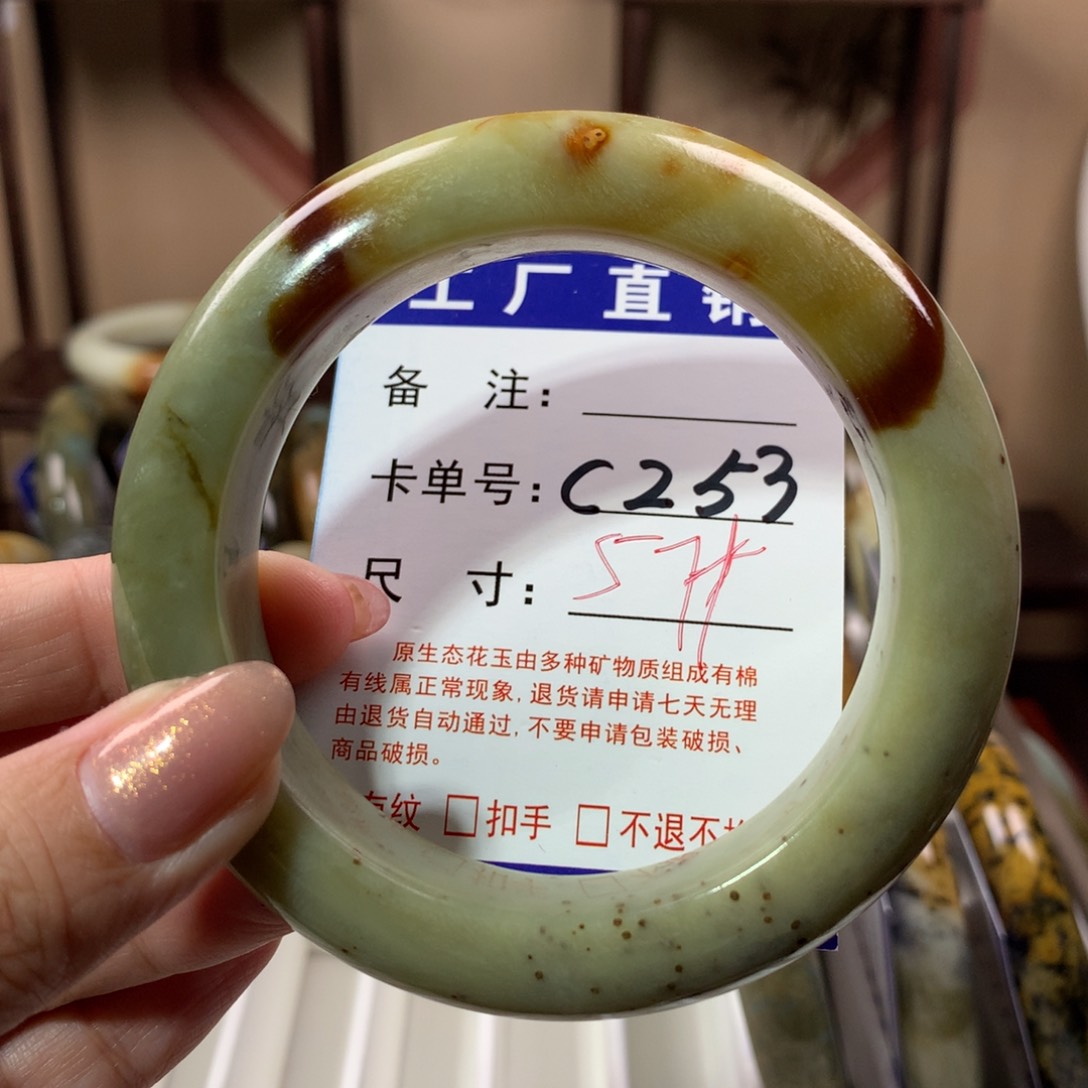 工厂直销
备 注：
卡单号：C253
尺 寸：57
原生态花玉由多种矿物质组成有棉
有线属正常现象，退货请申请七天无理
由退货自动通过，不要申请包装破损、
商品破损。
有纹 □扣手 □不退不换